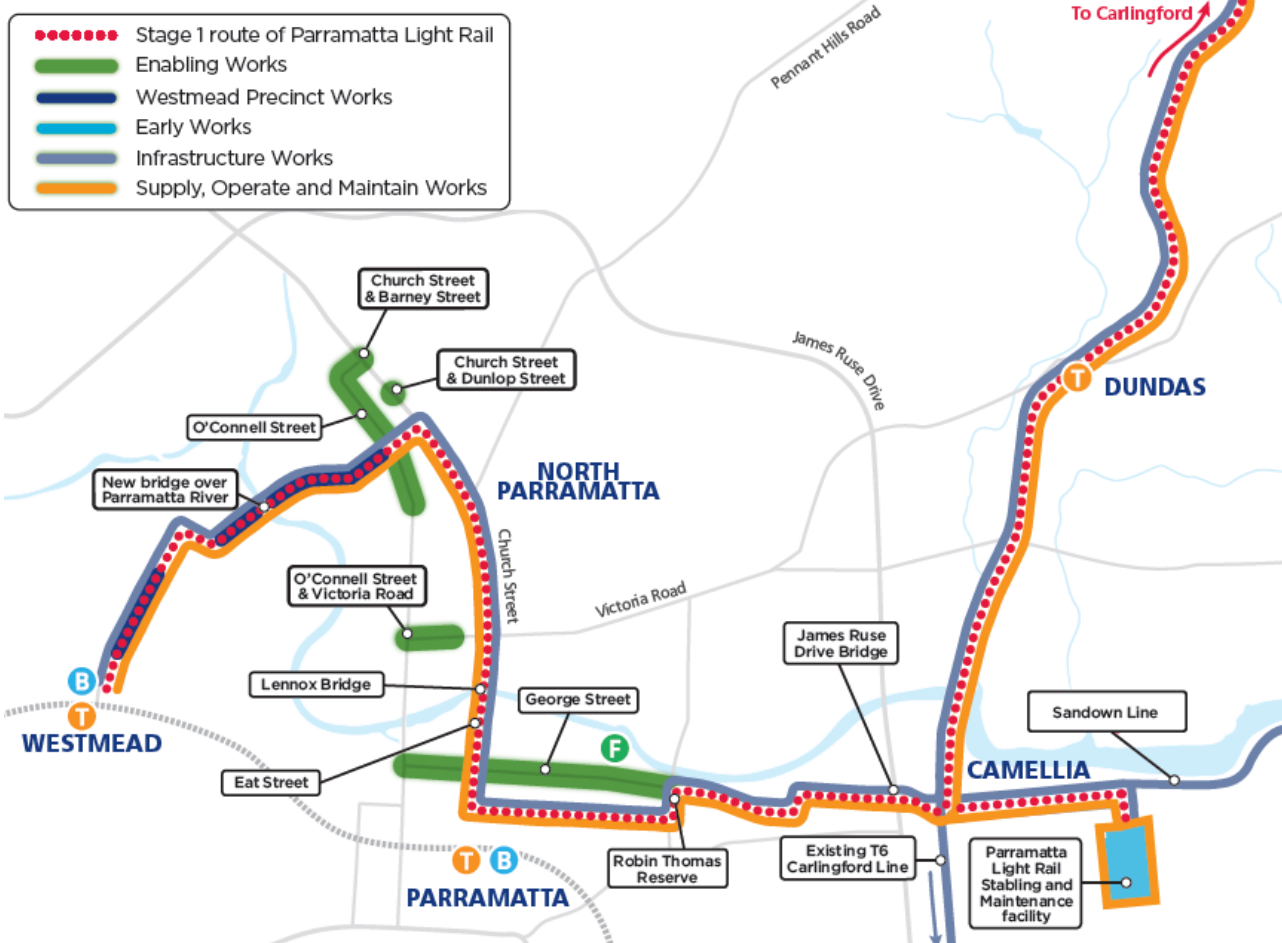 To Carlingford
Stage 1 route of Parramatta Light Rail
Enabling Works
Westmead Precinct Works
Early Works
Infrastructure Works
Supply, Operate and Maintain Works
Pennant Hills Road
Church Street
& Barney Street
James Ruse Drive
Church Street
& Dunlop Street
T
DUNDAS
O'Connell Street
NORTH
PARRAMATTA
New bridge over
Parramatta River
Church Street
O'Connell Street
& Victoria Road
Victoria Road
James Ruse
Drive Bridge
B
Lennox Bridge
George Street
Sandown Line
T
WESTMEAD
F
Eat Street
CAMELLIA
T
B
PARRAMATTA
Robin Thomas
Reserve
Existing T6
Carlingford Line
Parramatta
Light Rail
Stabling and
Maintenance
facility